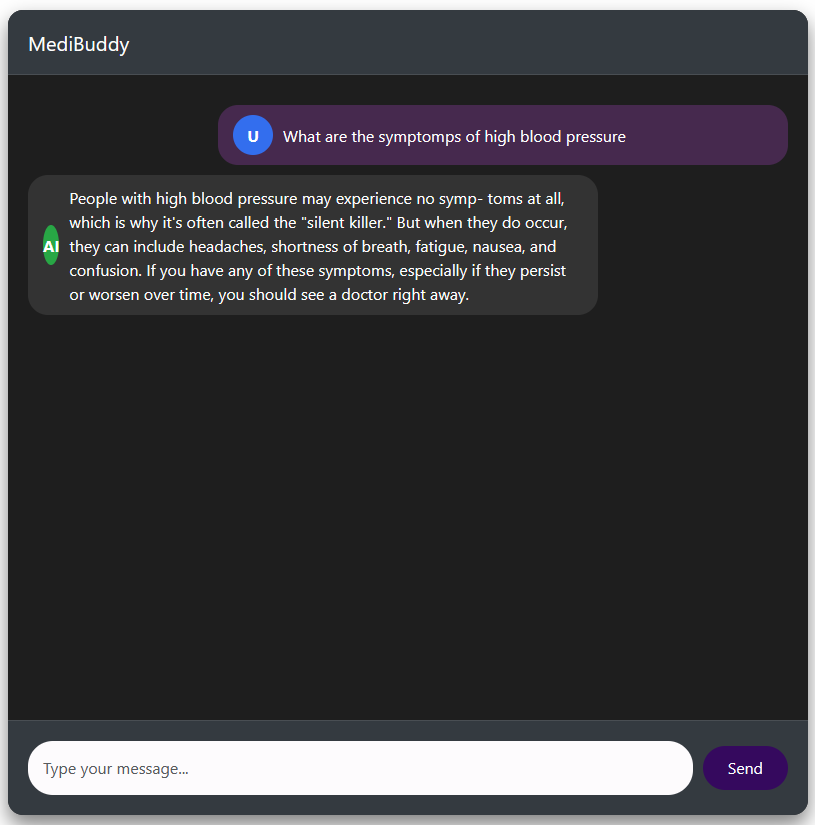 MediBuddy
U
What are the symptomps of high blood pressure
People with high blood pressure may experience no symp- toms at all,
which is why it's often called the "silent killer." But when they do occur,
AI
they can include headaches, shortness of breath, fatigue, nausea, and
confusion. If you have any of these symptoms, especially if they persist
or worsen over time, you should see a doctor right away.
Type your message...
Send